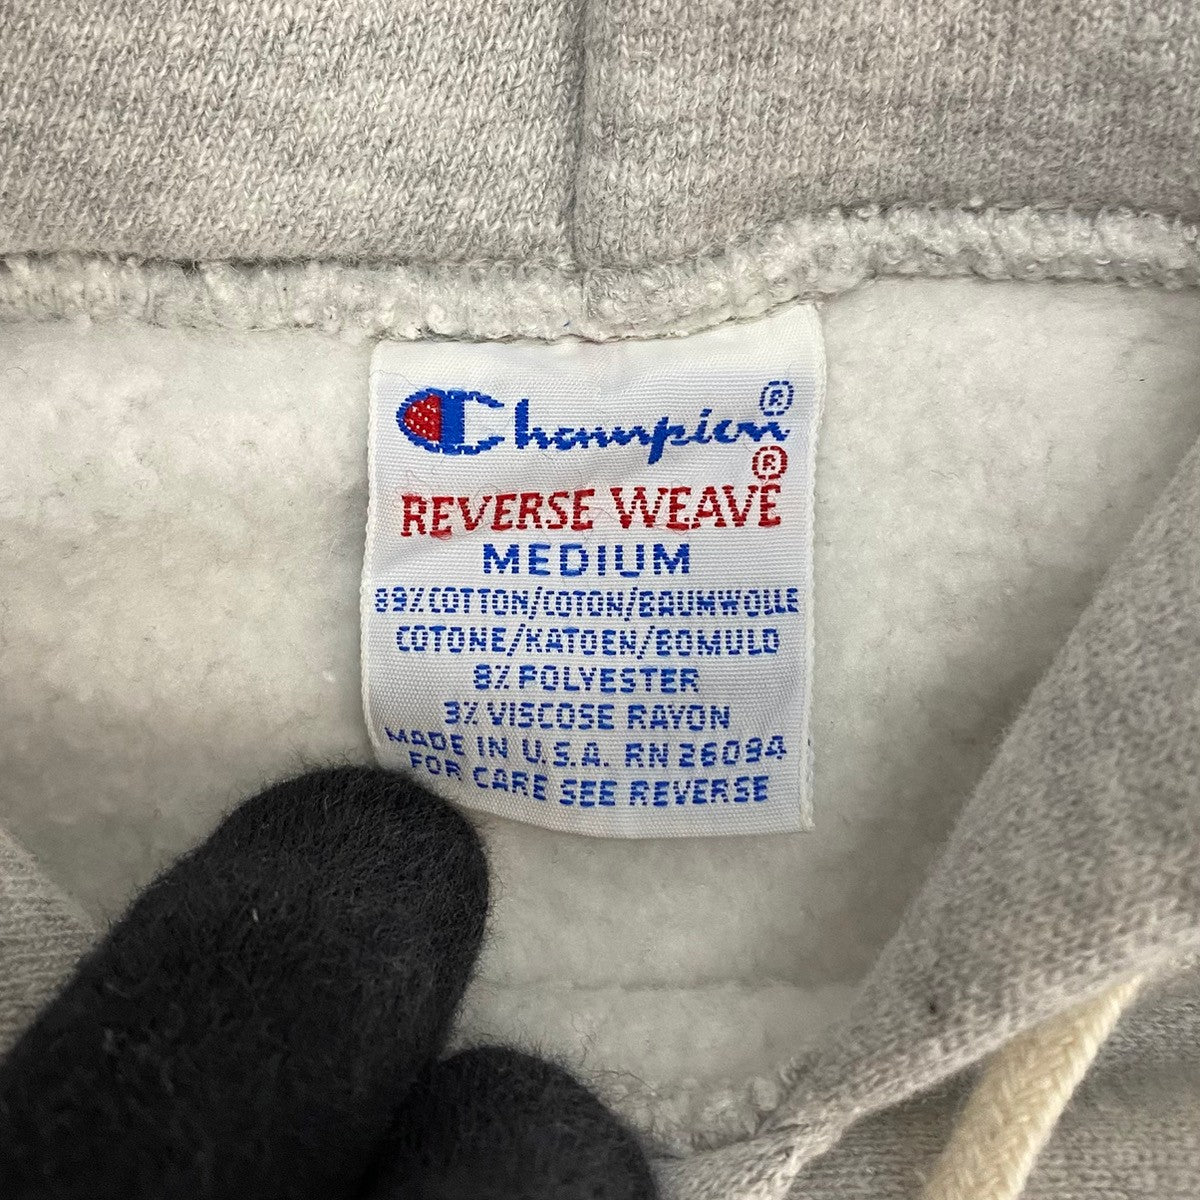 Champion®
REVERSE WEAVE®
MEDIUM
89% COTTON/COTON/BAUMWOLLE
COTONE/KATOEN/BOMULD
8% POLYESTER
3% VISCOSE RAYON
MADE IN U.S.A. RN 26094
FOR CARE SEE REVERSE